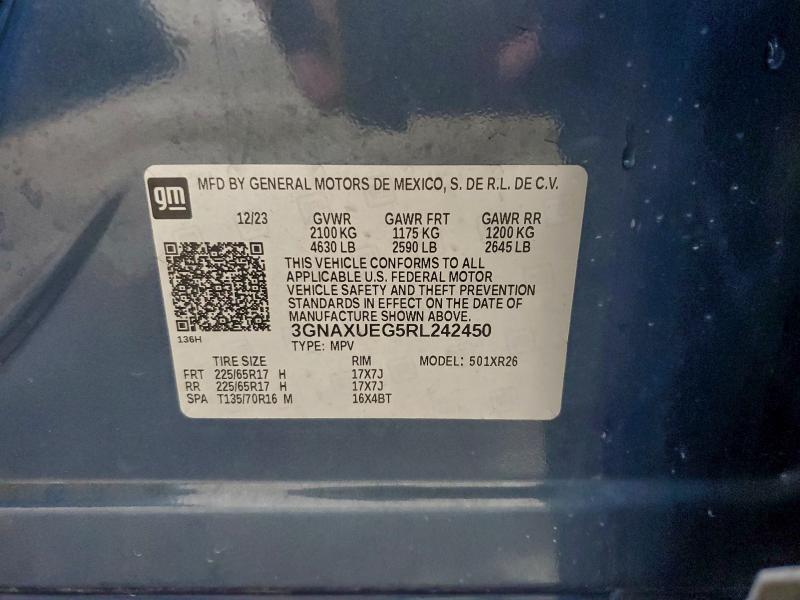 gm MFD BY GENERAL MOTORS DE MEXICO, S. DE R.L. DE C.V.
12/23 GVWR GAWR FRT GAWR RR
2100 KG 1175 KG 1200 KG
4630 LB 2590 LB 2645 LB
THIS VEHICLE CONFORMS TO ALL
APPLICABLE U.S. FEDERAL MOTOR
VEHICLE SAFETY AND THEFT PREVENTION
STANDARDS IN EFFECT ON THE DATE OF
MANUFACTURE SHOWN ABOVE.
3GNAXUEG5RL242450
136H
TYPE: MPV
TIRE SIZE RIM MODEL: 501XR26
FRT 225/65R17 H 17X7J
RR 225/65R17 H 17X7J
SPA T135/70R16 M 16X4BT